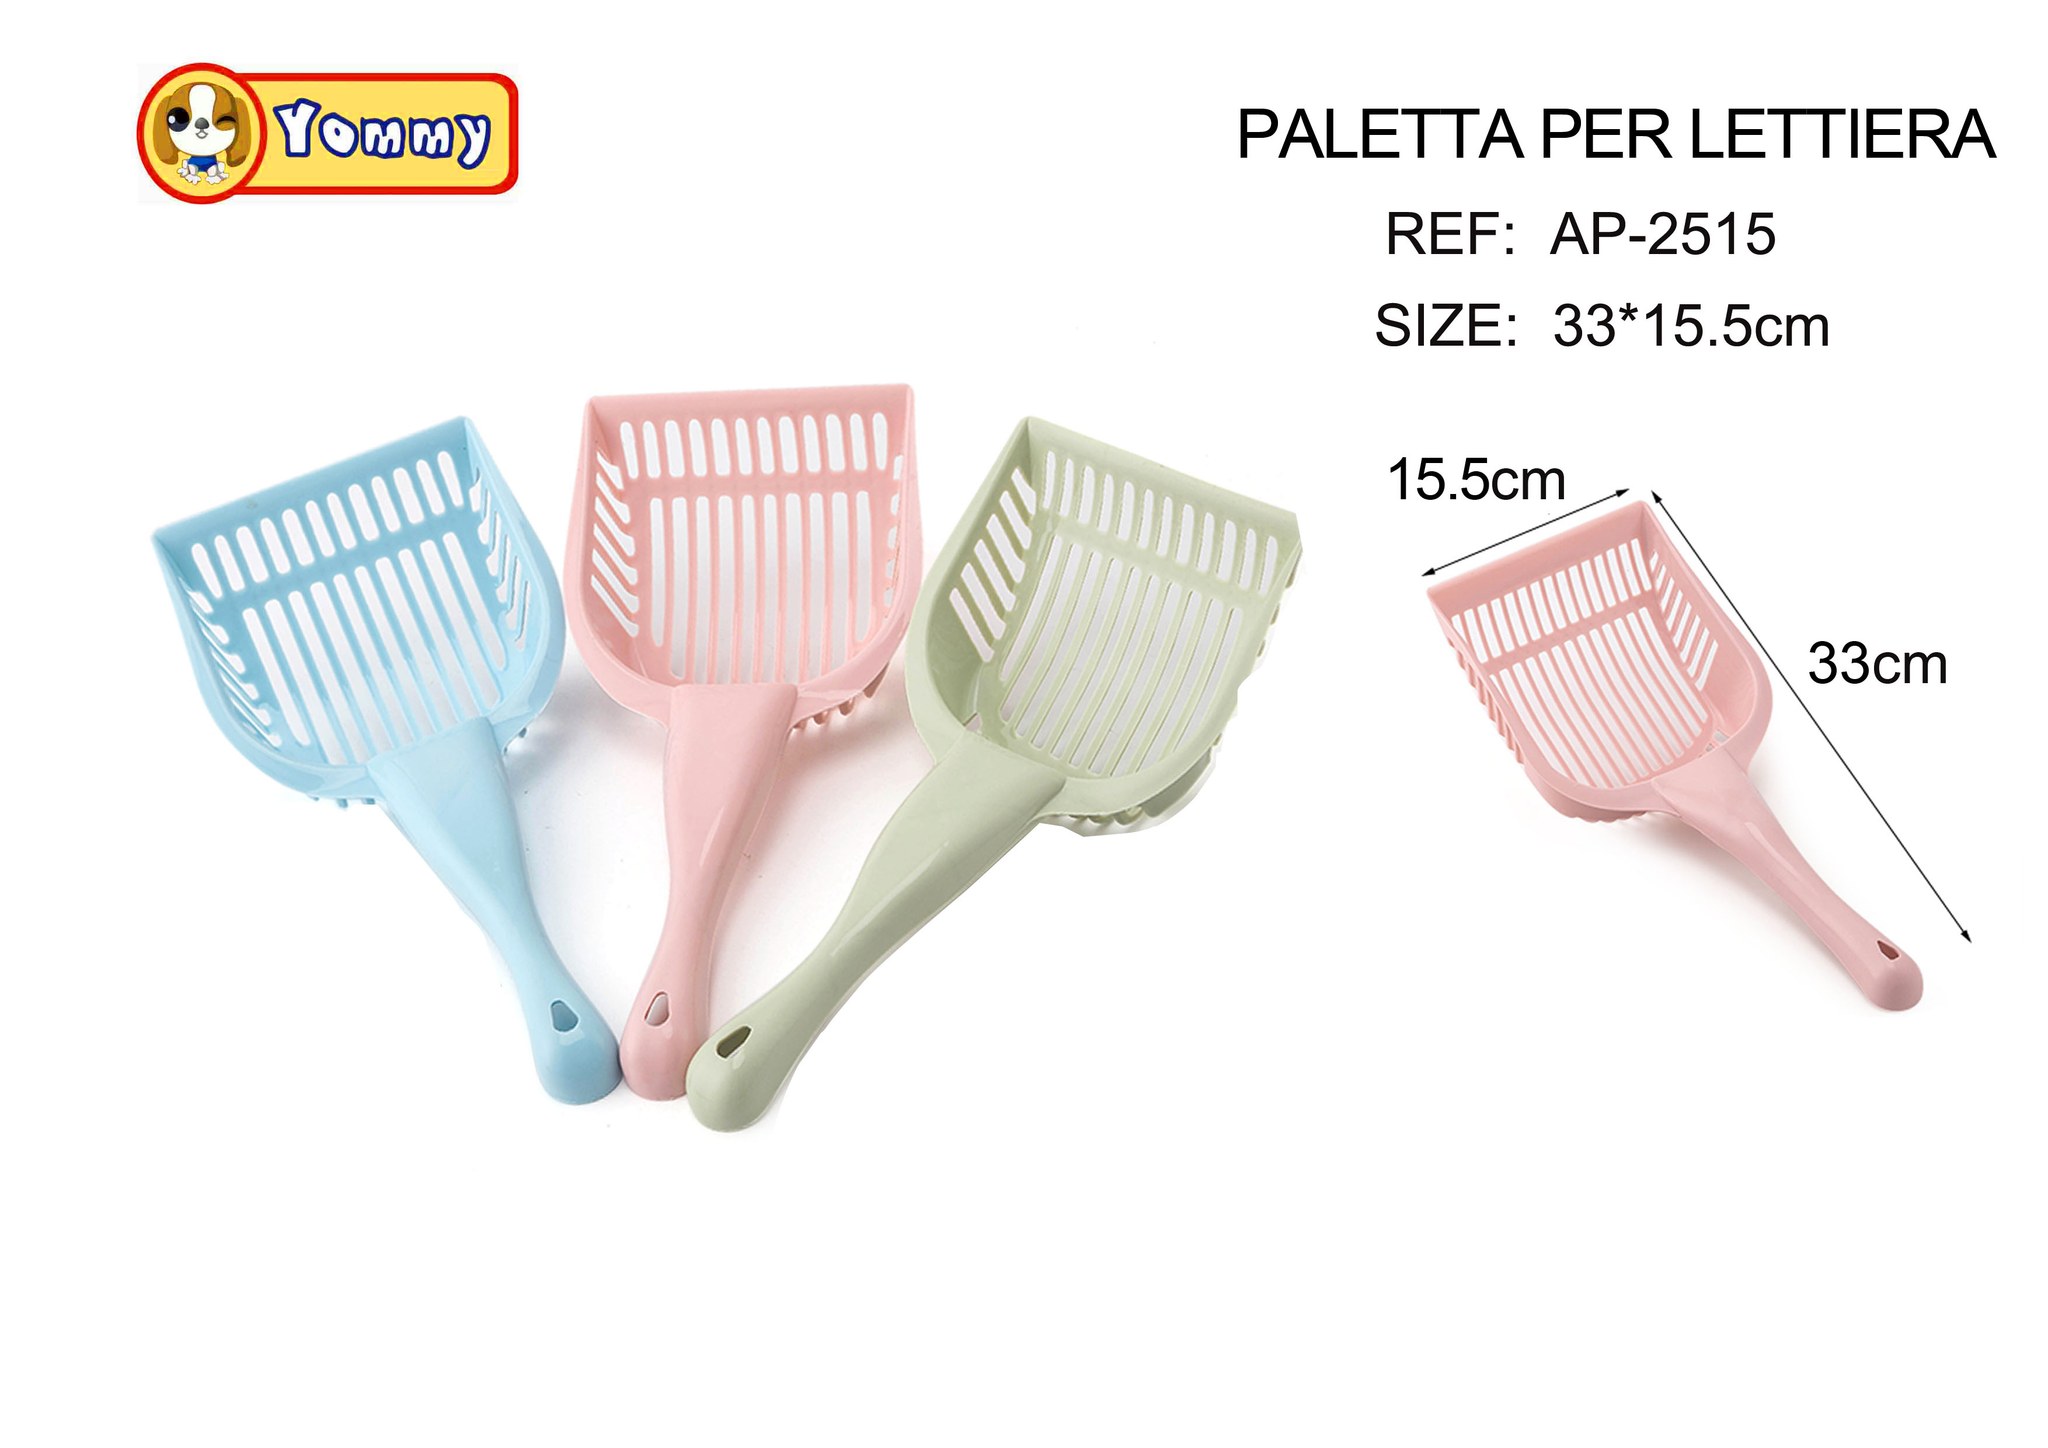 Yommy
PALETTA PER LETTIERA
REF: AP-2515
SIZE: 33*15.5cm
15.5cm
33cm